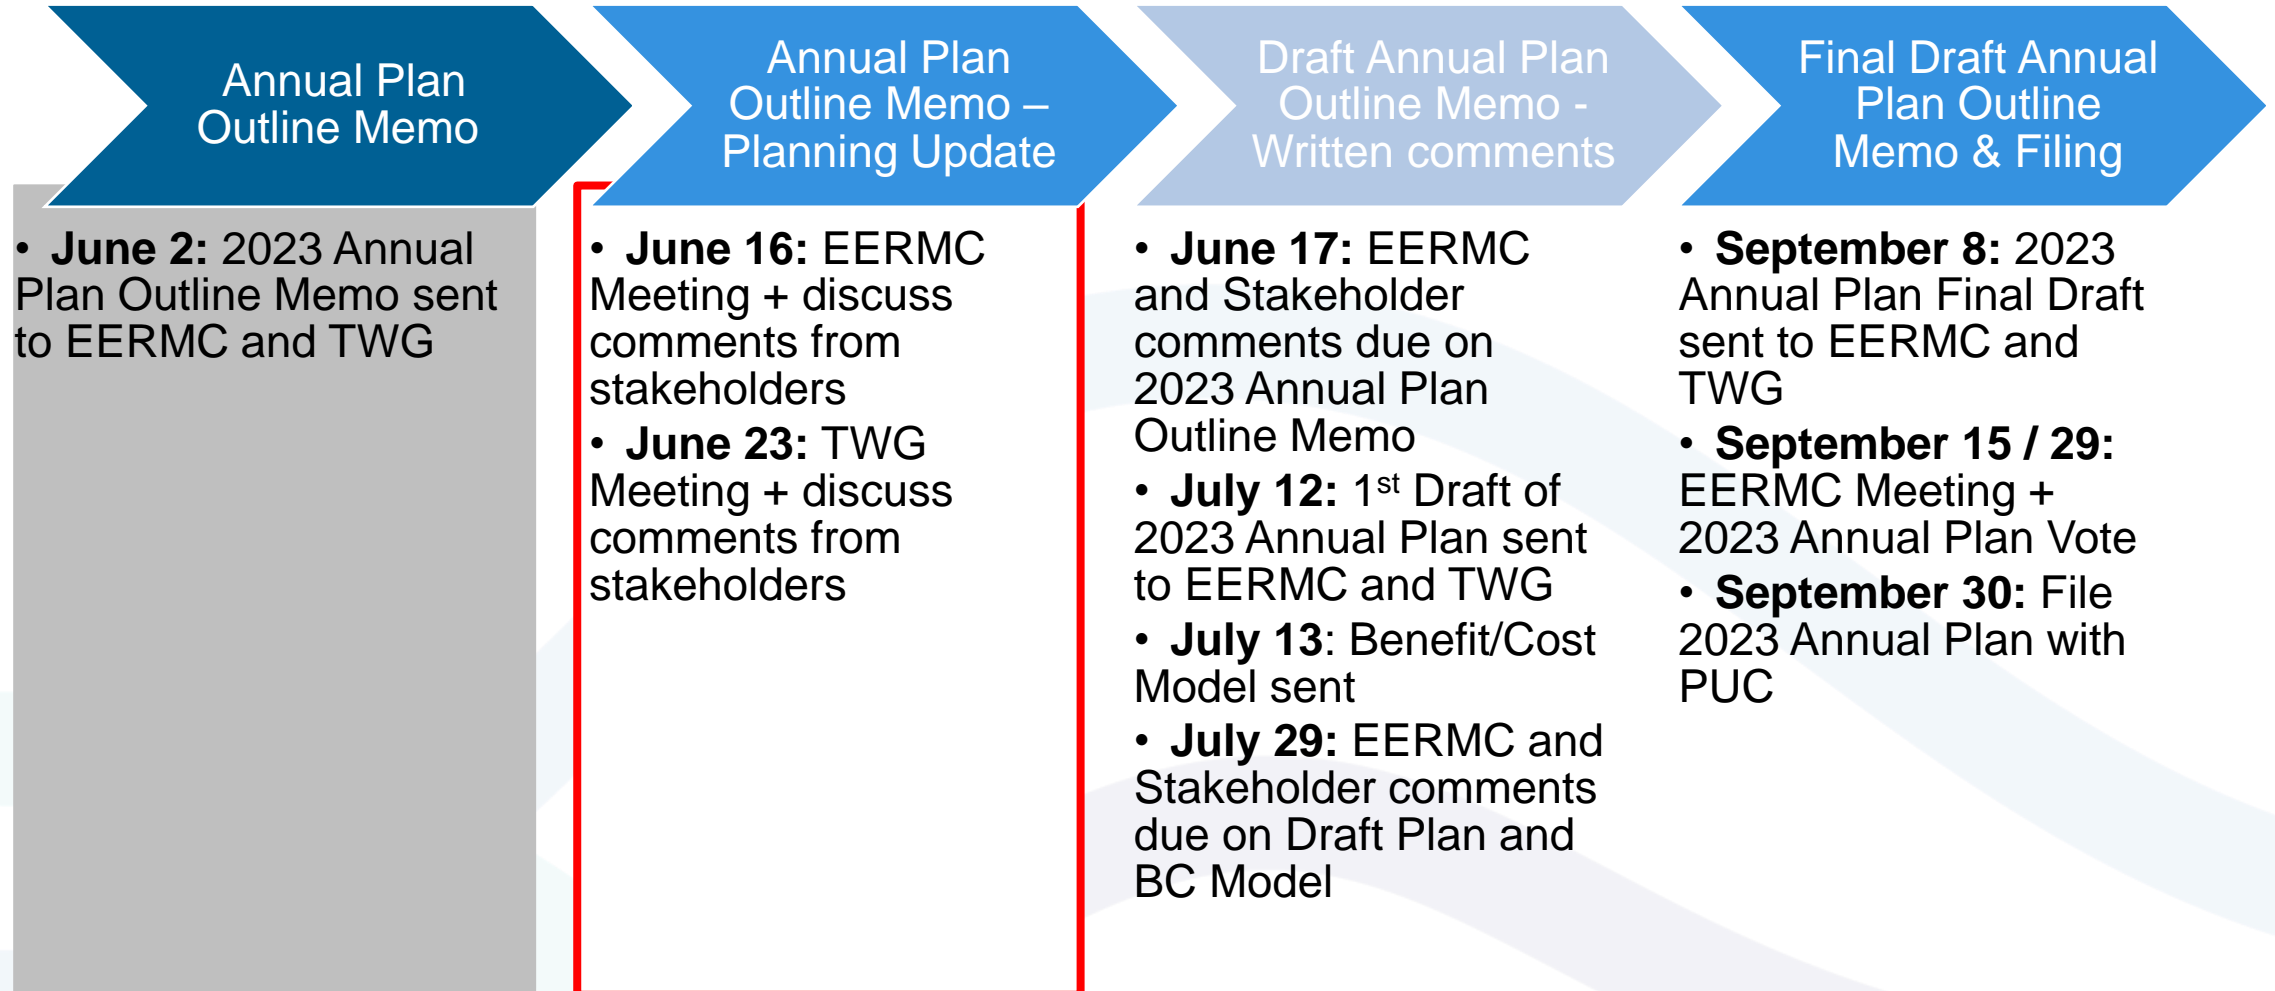 Annual Plan
Outline Memo
Annual Plan
Outline Memo –
Planning Update
Draft Annual Plan
Outline Memo -
Written comments
Final Draft Annual
Plan Outline
Memo & Filing
• June 2: 2023 Annual
Plan Outline Memo sent
to EERMC and TWG
• June 16: EERMC
Meeting + discuss
comments from
stakeholders
• June 23: TWG
Meeting + discuss
comments from
stakeholders
• June 17: EERMC
and Stakeholder
comments due on
2023 Annual Plan
Outline Memo
• July 12: 1st Draft of
2023 Annual Plan sent
to EERMC and TWG
• July 13: Benefit/Cost
Model sent
• July 29: EERMC and
Stakeholder comments
due on Draft Plan and
BC Model
• September 8: 2023
Annual Plan Final Draft
sent to EERMC and
TWG
• September 15 / 29:
EERMC Meeting +
2023 Annual Plan Vote
• September 30: File
2023 Annual Plan with
PUC